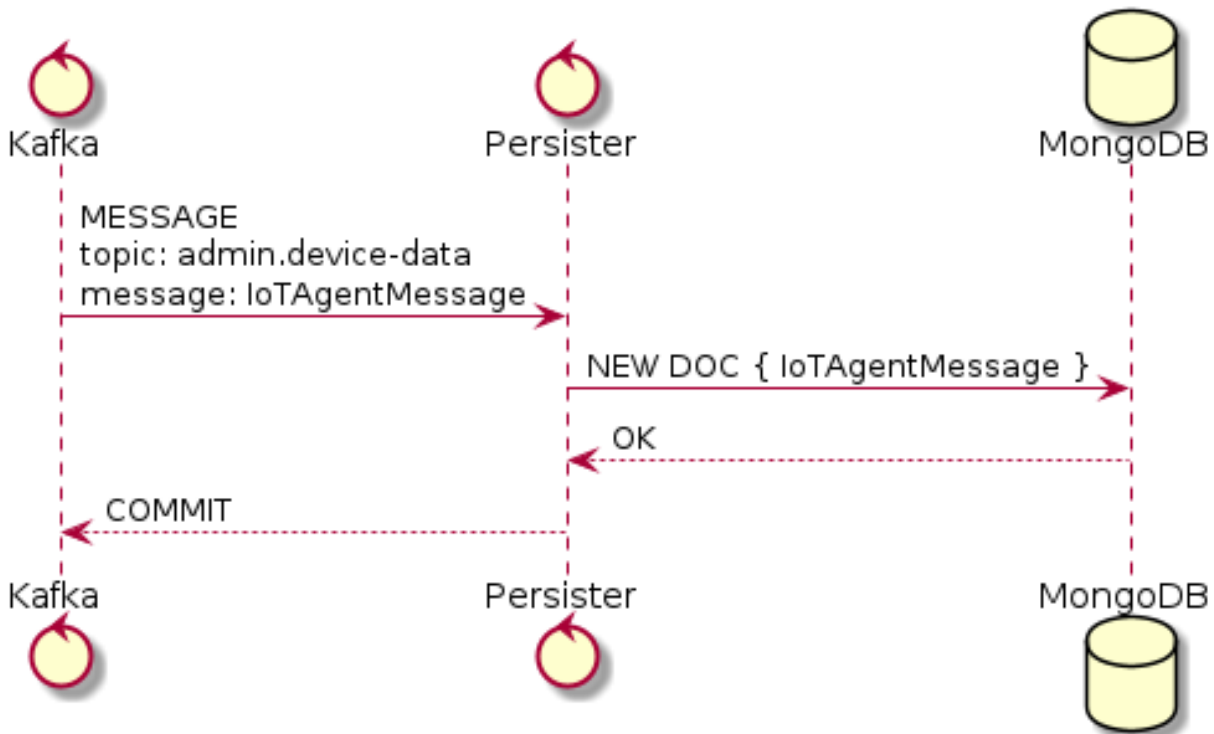 Kafka
Persister
MongoDB
MESSAGE
topic: admin.device-data
message: IoTAgentMessage
NEW DOC { IoTAgentMessage }
OK
COMMIT
Kafka
Persister
MongoDB